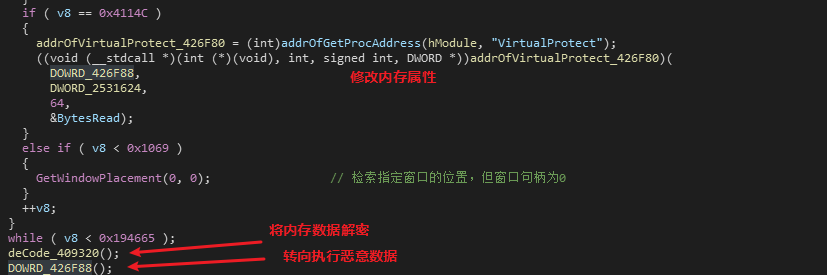 }
if ( v8 == 0x4114C )
{
addrOfVirtualProtect_426F80 = (int)addrOfGetProcAddress(hModule, "VirtualProtect");
((void (__stdcall *)(int (*)(void), int, signed int, DWORD *))addrOfVirtualProtect_426F80)(
DOWRD_426F88, 修改内存属性
DWORD_2531624,
64,
&BytesRead);
}
else if ( v8 < 0x1069 )
{
GetWindowPlacement(0, 0); // 检索指定窗口的位置，但窗口句柄为0
}
++v8;
}
while ( v8 < 0x194665 ); 将内存数据解密
deCode_409320(); 转向执行恶意数据
DOWRD_426F88();